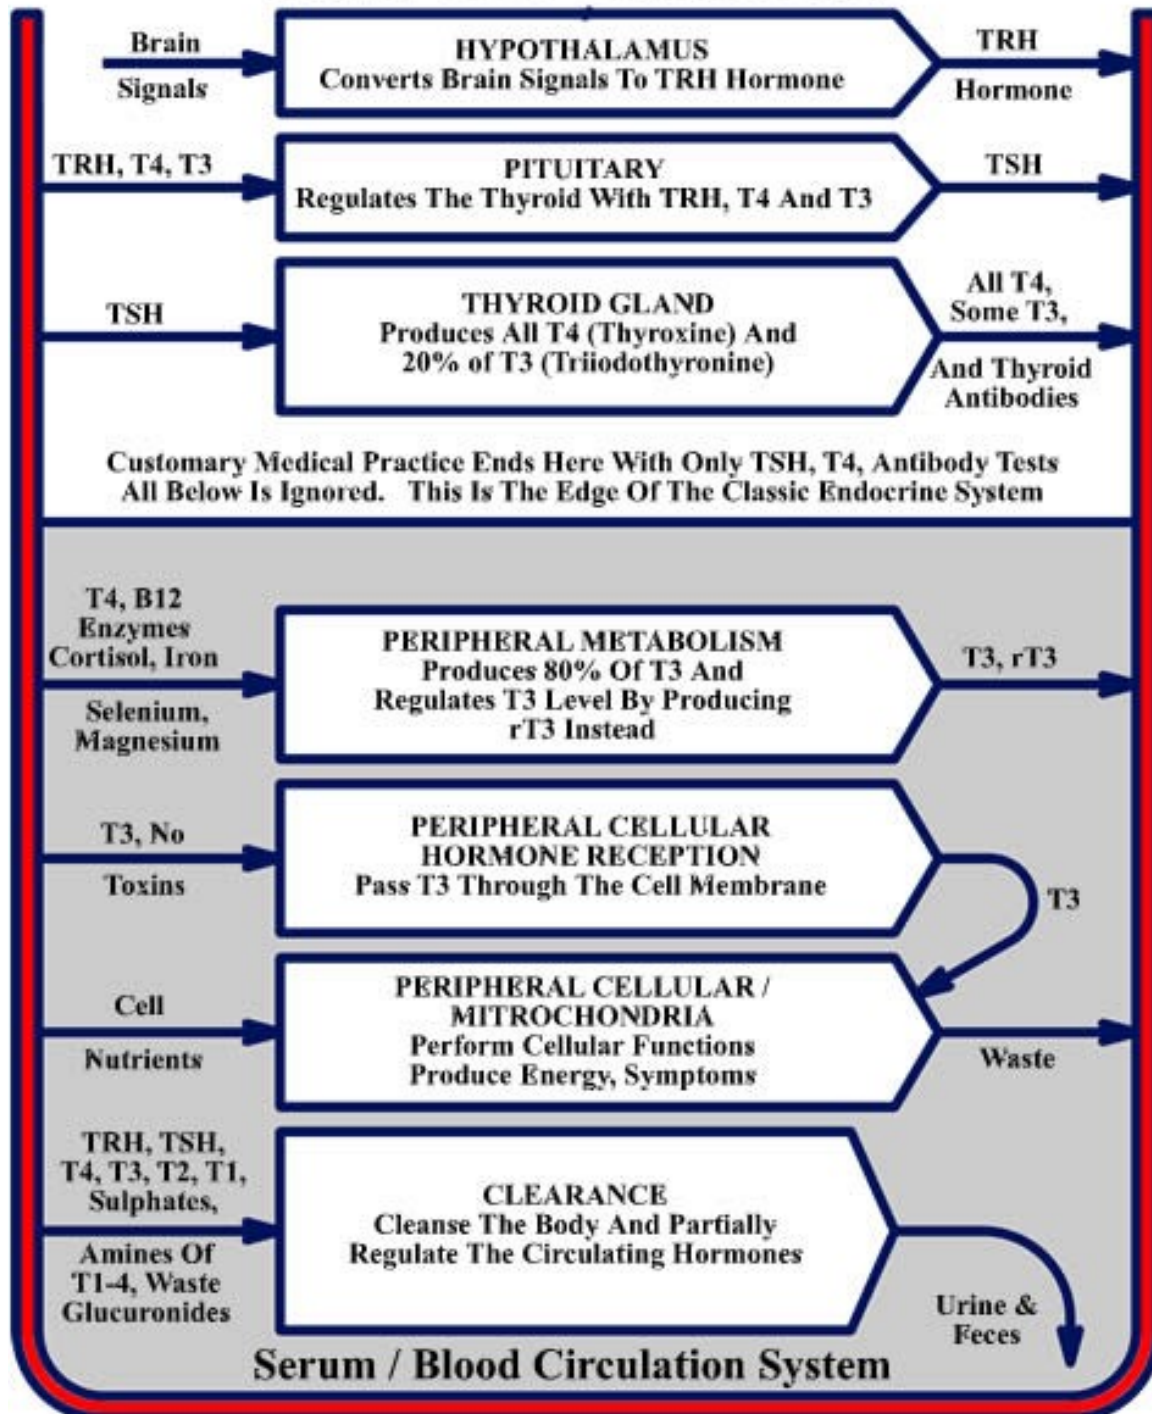 Brain
Signals
HYPOTHALAMUS
Converts Brain Signals To TRH Hormone
TRH
Hormone
TRH, T4, T3
PITUITARY
Regulates The Thyroid With TRH, T4 And T3
TSH
TSH
THYROID GLAND
Produces All T4 (Thyroxine) And
20% of T3 (Triiodothyronine)
All T4,
Some T3,
And Thyroid
Antibodies
Customary Medical Practice Ends Here With Only TSH, T4, Antibody Tests
All Below Is Ignored. This Is The Edge Of The Classic Endocrine System
T4, B12
Enzymes
Cortisol, Iron
Selenium,
Magnesium
PERIPHERAL METABOLISM
Produces 80% Of T3 And
Regulates T3 Level By Producing
rT3 Instead
T3, rT3
T3, No
Toxins
PERIPHERAL CELLULAR
HORMONE RECEPTION
Pass T3 Through The Cell Membrane
T3
Cell
Nutrients
PERIPHERAL CELLULAR /
MITROCHONDRIA
Perform Cellular Functions
Produce Energy, Symptoms
Waste
TRH, TSH,
T4, T3, T2, T1,
Sulphates,
Amines Of
T1-4, Waste
Glucuronides
CLEARANCE
Cleanse The Body And Partially
Regulate The Circulating Hormones
Urine &
Feces
Serum / Blood Circulation System